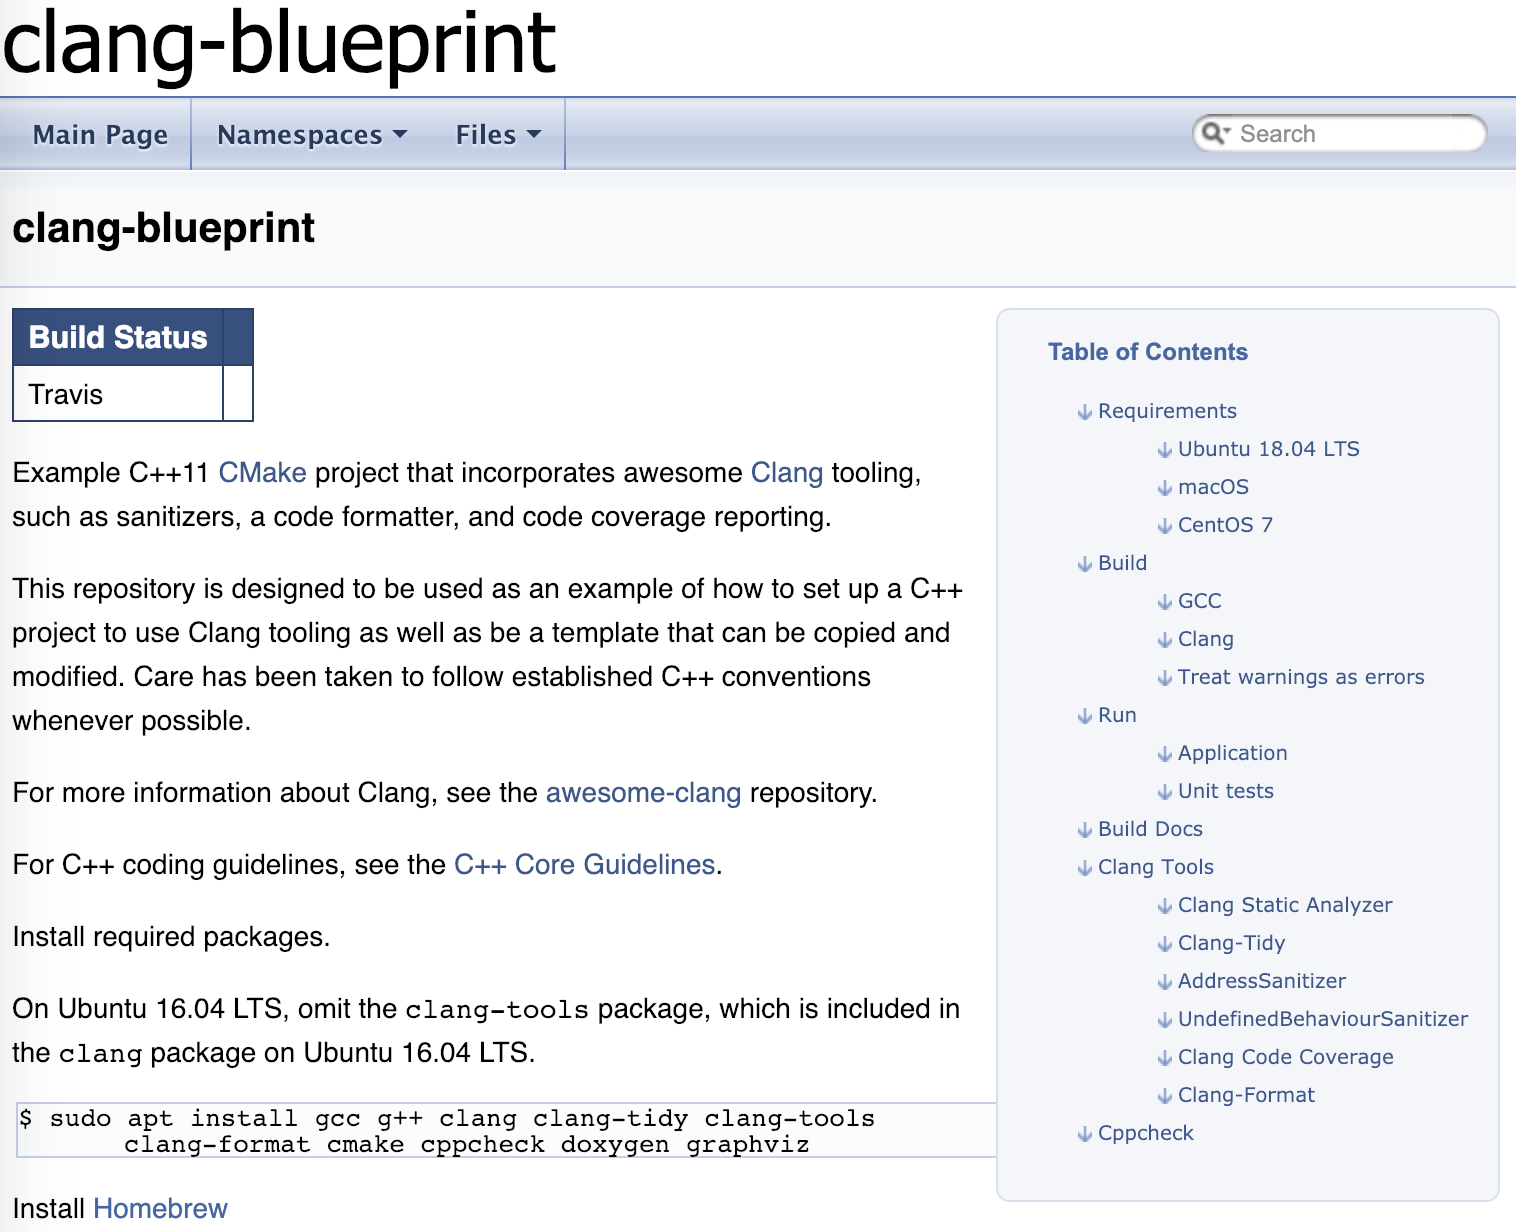 clang-blueprint
Main Page
Namespaces
Files
Search
clang-blueprint
Build Status
Travis
Example C++11 CMake project that incorporates awesome Clang tooling,
such as sanitizers, a code formatter, and code coverage reporting.
This repository is designed to be used as an example of how to set up a C++
project to use Clang tooling as well as be a template that can be copied and
modified. Care has been taken to follow established C++ conventions
whenever possible.
For more information about Clang, see the awesome-clang repository.
For C++ coding guidelines, see the C++ Core Guidelines.
Install required packages.
On Ubuntu 16.04 LTS, omit the clang-tools package, which is included in
the clang package on Ubuntu 16.04 LTS.
$ sudo apt install gcc g++ clang clang-tidy clang-tools
clang-format cmake cppcheck doxygen graphviz
Install Homebrew
Table of Contents
Requirements
Ubuntu 18.04 LTS
macOS
CentOS 7
Build
GCC
Clang
Treat warnings as errors
Run
Application
Unit tests
Build Docs
Clang Tools
Clang Static Analyzer
Clang-Tidy
AddressSanitizer
UndefinedBehaviourSanitizer
Clang Code Coverage
Clang-Format
Cppcheck